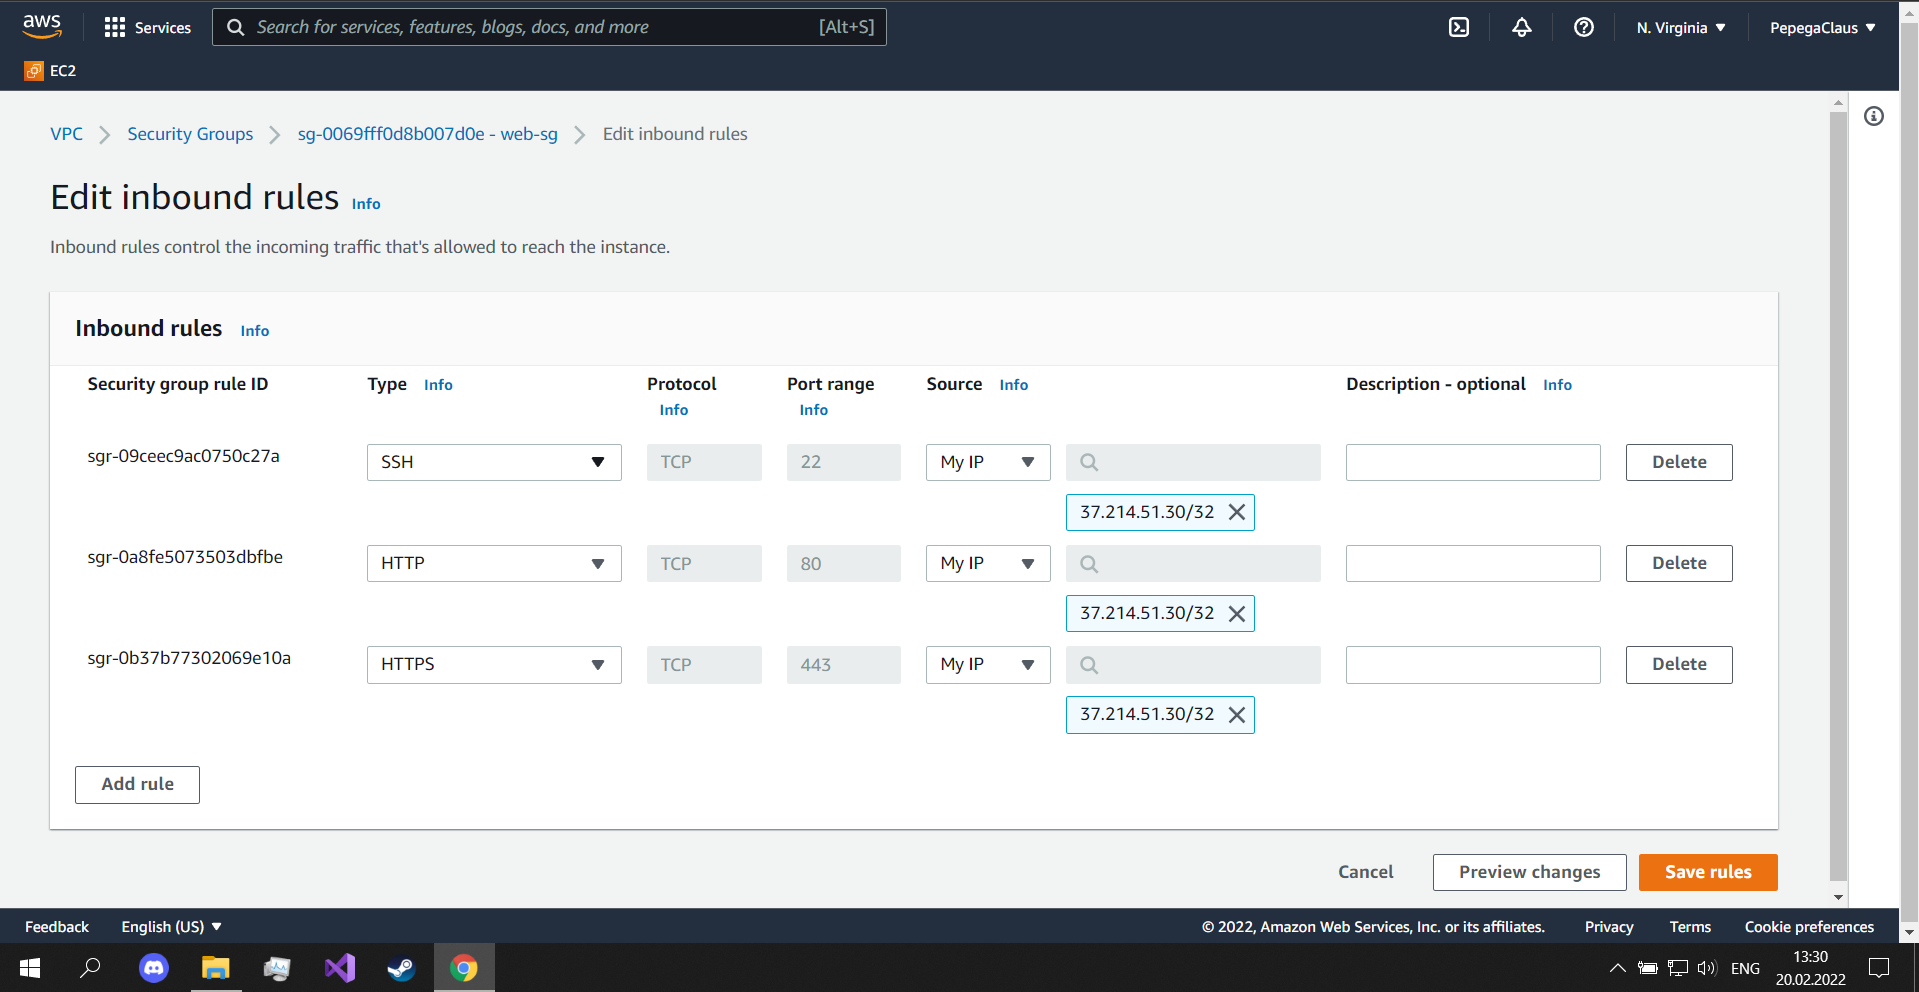 aws Services Search for services, features, blogs, docs, and more [Alt+S] N. Virginia PepegaClaus
EC2
VPC Security Groups sg-0069fff0d8b007d0e - web-sg Edit inbound rules
Edit inbound rules Info
Inbound rules control the incoming traffic that's allowed to reach the instance.
Inbound rules Info
Security group rule ID Type Info Protocol Port range Source Info Description - optional Info
Info Info
sgr-09ceec9ac0750c27a SSH TCP 22 My IP Delete
37.214.51.30/32
sgr-0a8fe5073503dbfbe HTTP TCP 80 My IP Delete
37.214.51.30/32
sgr-0b37b77302069e10a HTTPS TCP 443 My IP Delete
37.214.51.30/32
Add rule
Cancel Preview changes Save rules
Feedback English (US) © 2022, Amazon Web Services, Inc. or its affiliates. Privacy Terms Cookie preferences
ENG 13:30
20.02.2022